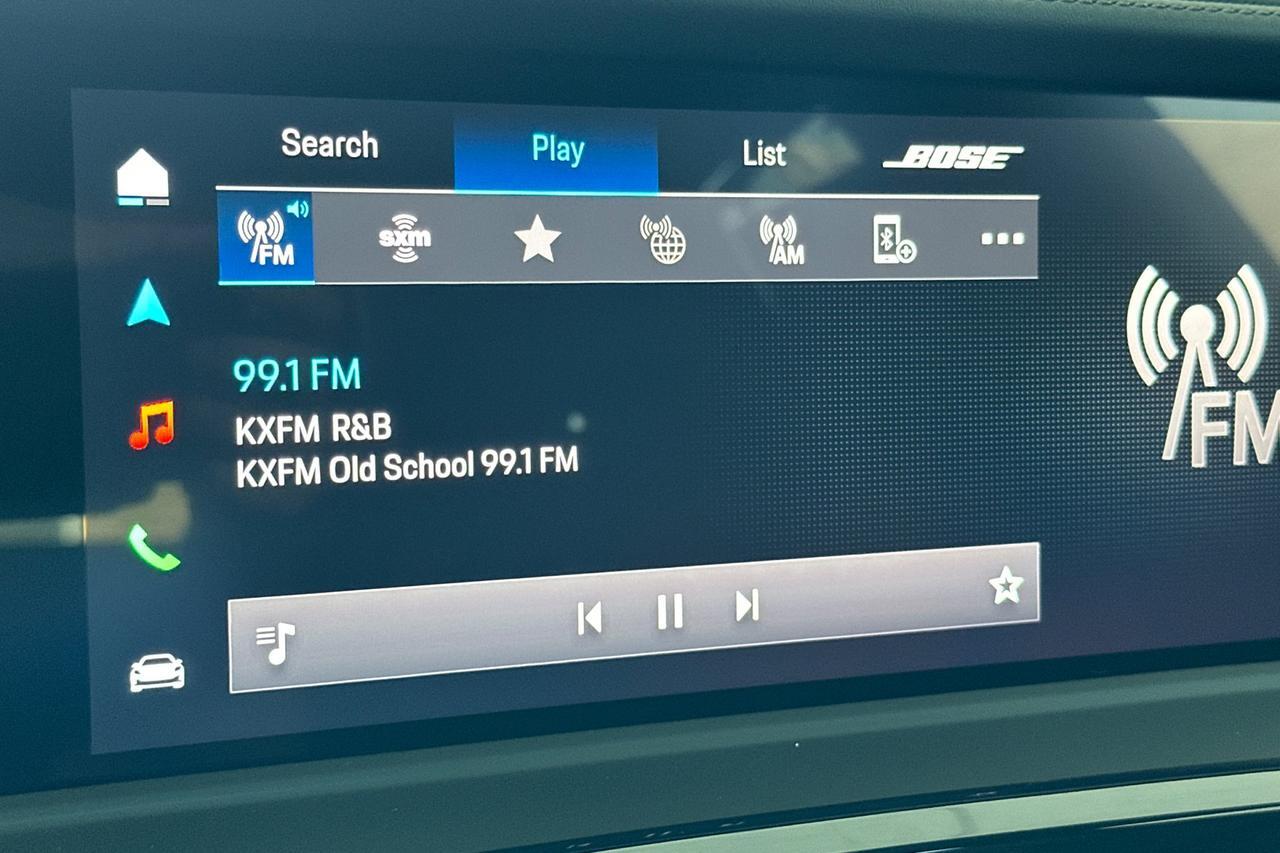 Search Play List BOSE
FM sxm AM
99.1 FM
KXFM R&B
KXFM Old School 99.1 FM
FM